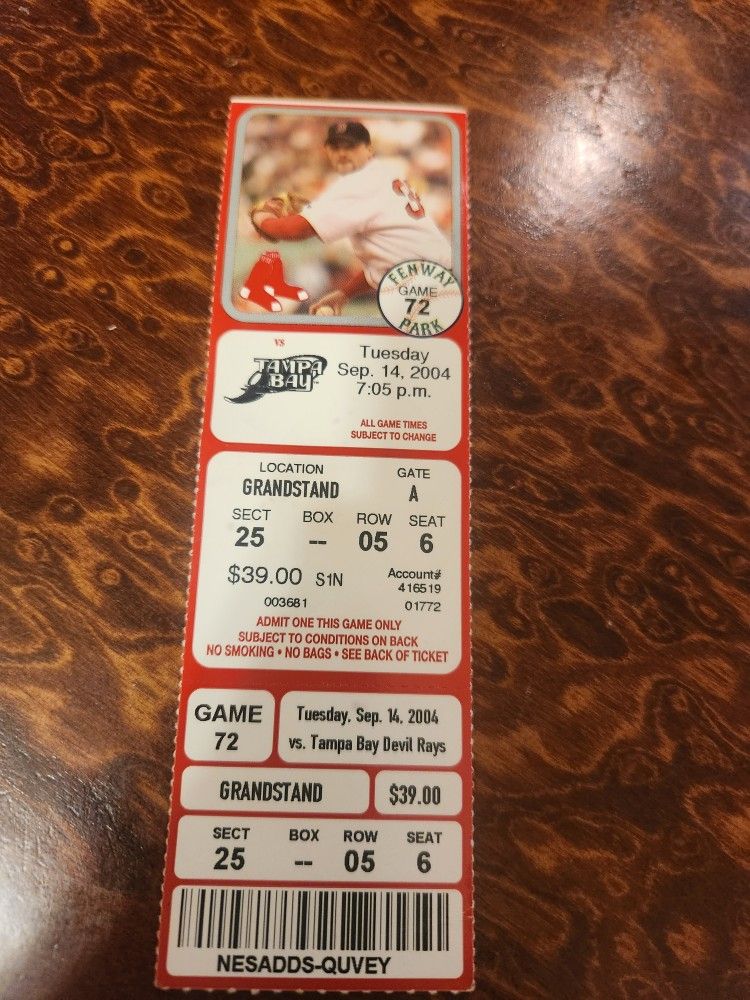 3
FENWAY
GAME
72
PARK
VS
TAMPA
BAY
Tuesday
Sep. 14, 2004
7:05 p.m.
ALL GAME TIMES
SUBJECT TO CHANGE
LOCATION GATE
GRANDSTAND A
SECT BOX ROW SEAT
25 -- 05 6
$39.00 S1N Account#
416519
003681 01772
ADMIT ONE THIS GAME ONLY
SUBJECT TO CONDITIONS ON BACK
NO SMOKING • NO BAGS • SEE BACK OF TICKET
GAME
72
Tuesday, Sep. 14, 2004
vs. Tampa Bay Devil Rays
GRANDSTAND $39.00
SECT BOX ROW SEAT
25 -- 05 6
NESADDS-QUVEY